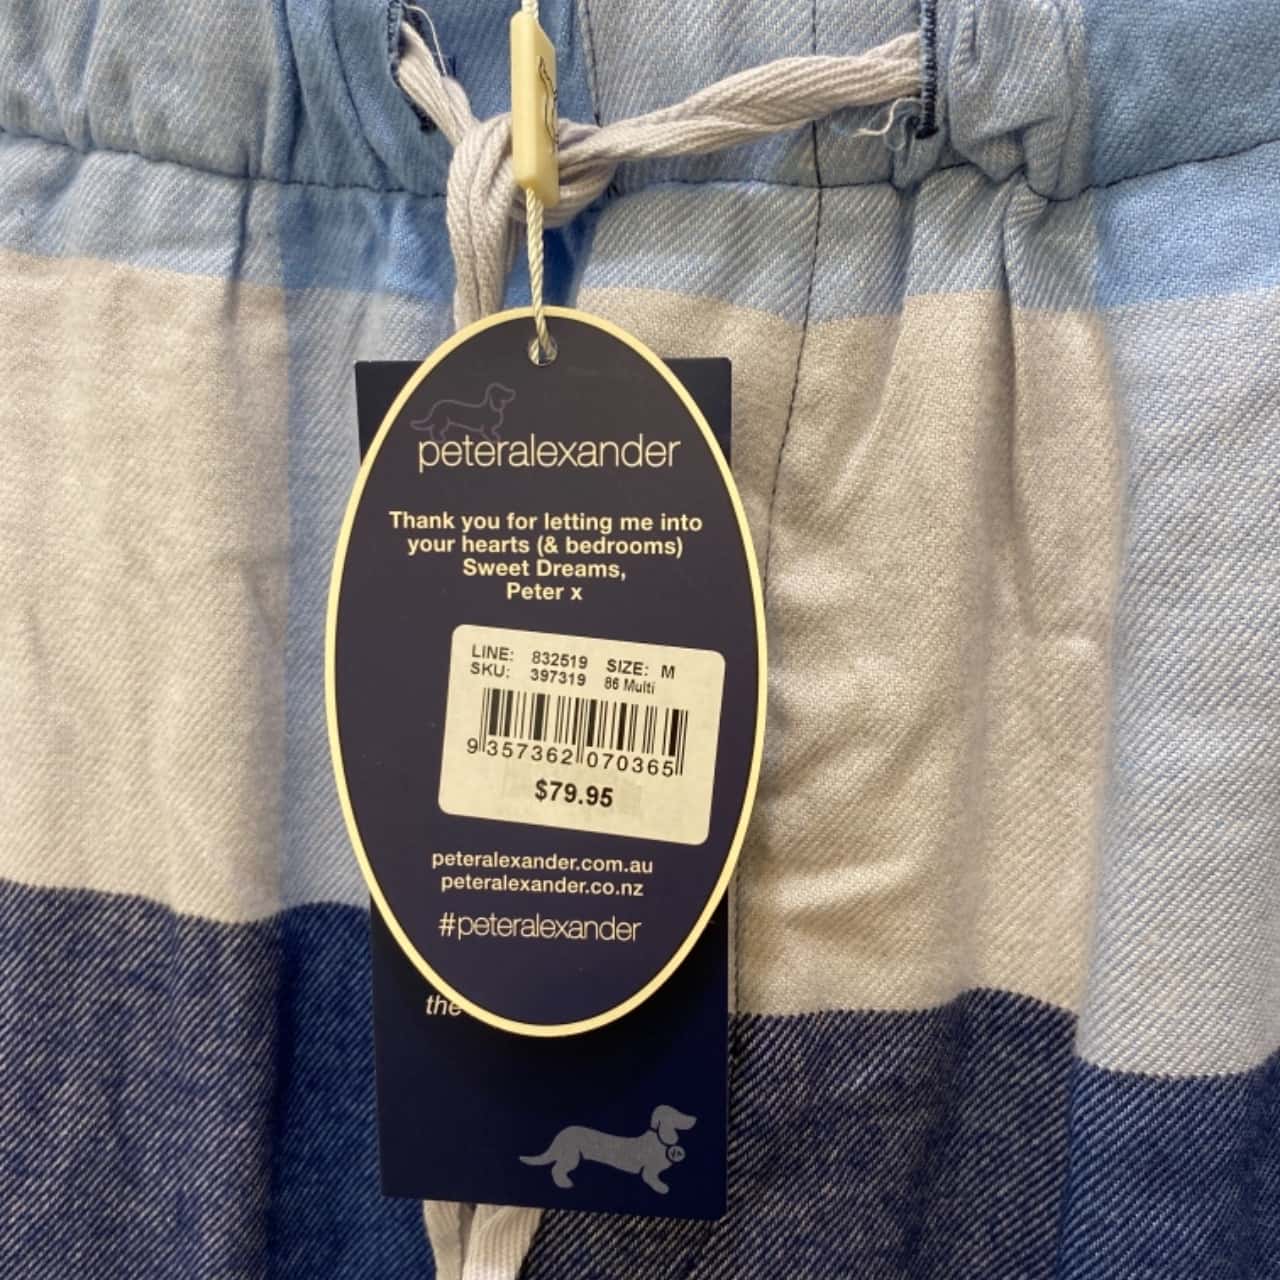 peteralexander
Thank you for letting me into
your hearts (& bedrooms)
Sweet Dreams,
Peter x
LINE: 832519 SIZE: M
SKU: 397319 86 Multi
9 357362 070365
$79.95
peteralexander.com.au
peteralexander.co.nz
#peteralexander
the